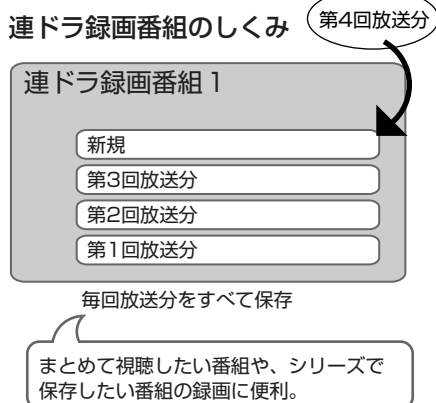 連ドラ録画番組のしくみ
第4回放送分
連ドラ録画番組1
新規
第3回放送分
第2回放送分
第1回放送分
毎回放送分をすべて保存
まとめて視聴したい番組や、シリーズで
保存したい番組の録画に便利。